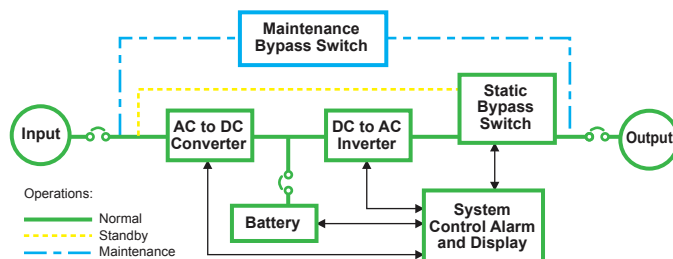 Maintenance
Bypass Switch
Static
Bypass
Switch
Input
AC to DC
Converter
DC to AC
Inverter
Output
Operations:
Normal
Standby
Maintenance
Battery
System
Control Alarm
and Display